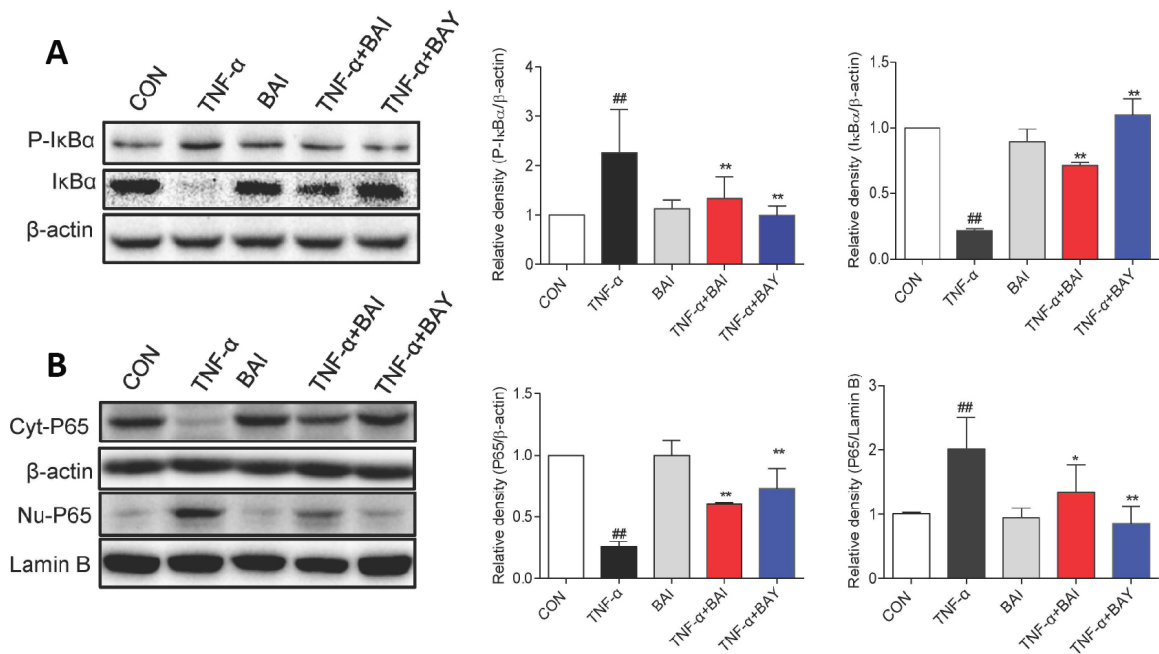 A
CON
TNF-α
BAI
TNF-α+BAI
TNF-α+BAY
P-IκBα
IκBα
β-actin
Relative density (P-IκBα/β-actin)
4
3
2
1
0
##
**
**
CON
TNF-α
BAI
TNF-α+BAI
TNF-α+BAY
Relative density (IκBα/β-actin)
1.5
1.0
0.5
0.0
##
**
**
CON
TNF-α
BAI
TNF-α+BAI
TNF-α+BAY
B
CON
TNF-α
BAI
TNF-α+BAI
TNF-α+BAY
Cyt-P65
β-actin
Nu-P65
Lamin B
Relative density (P65/β-actin)
1.5
1.0
0.5
0.0
##
**
**
CON
TNF-α
BAI
TNF-α+BAI
TNF-α+BAY
Relative density (P65/Lamin B)
3
2
1
0
##
*
**
CON
TNF-α
BAI
TNF-α+BAI
TNF-α+BAY